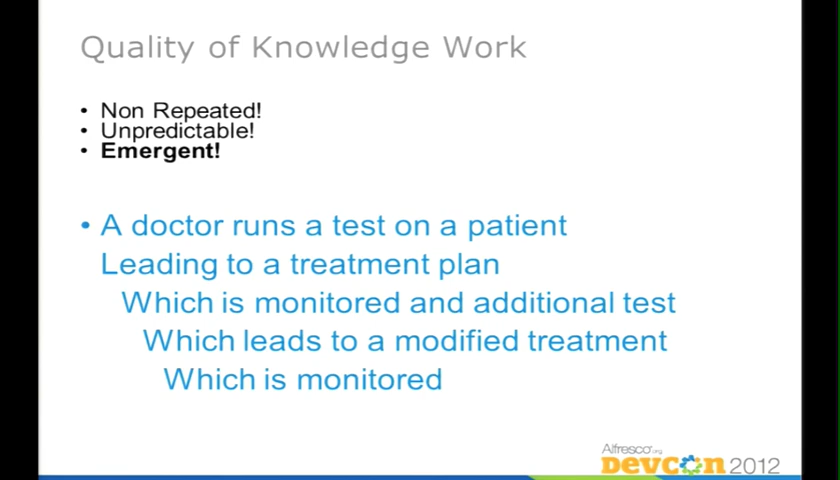 Quality of Knowledge Work
• Non Repeated!
• Unpredictable!
• Emergent!
• A doctor runs a test on a patient
Leading to a treatment plan
Which is monitored and additional test
Which leads to a modified treatment
Which is monitored
Alfresco.org
DEVCON 2012